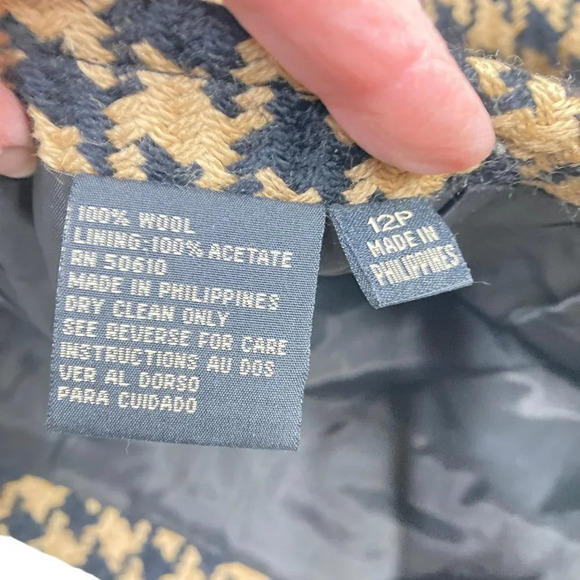 100% WOOL
LINING:100% ACETATE
RN 50610
MADE IN PHILIPPINES
DRY CLEAN ONLY
SEE REVERSE FOR CARE
INSTRUCTIONS AU DOS
VER AL DORSO
PARA CUIDADO
12P
MADE IN
PHILIPPINES